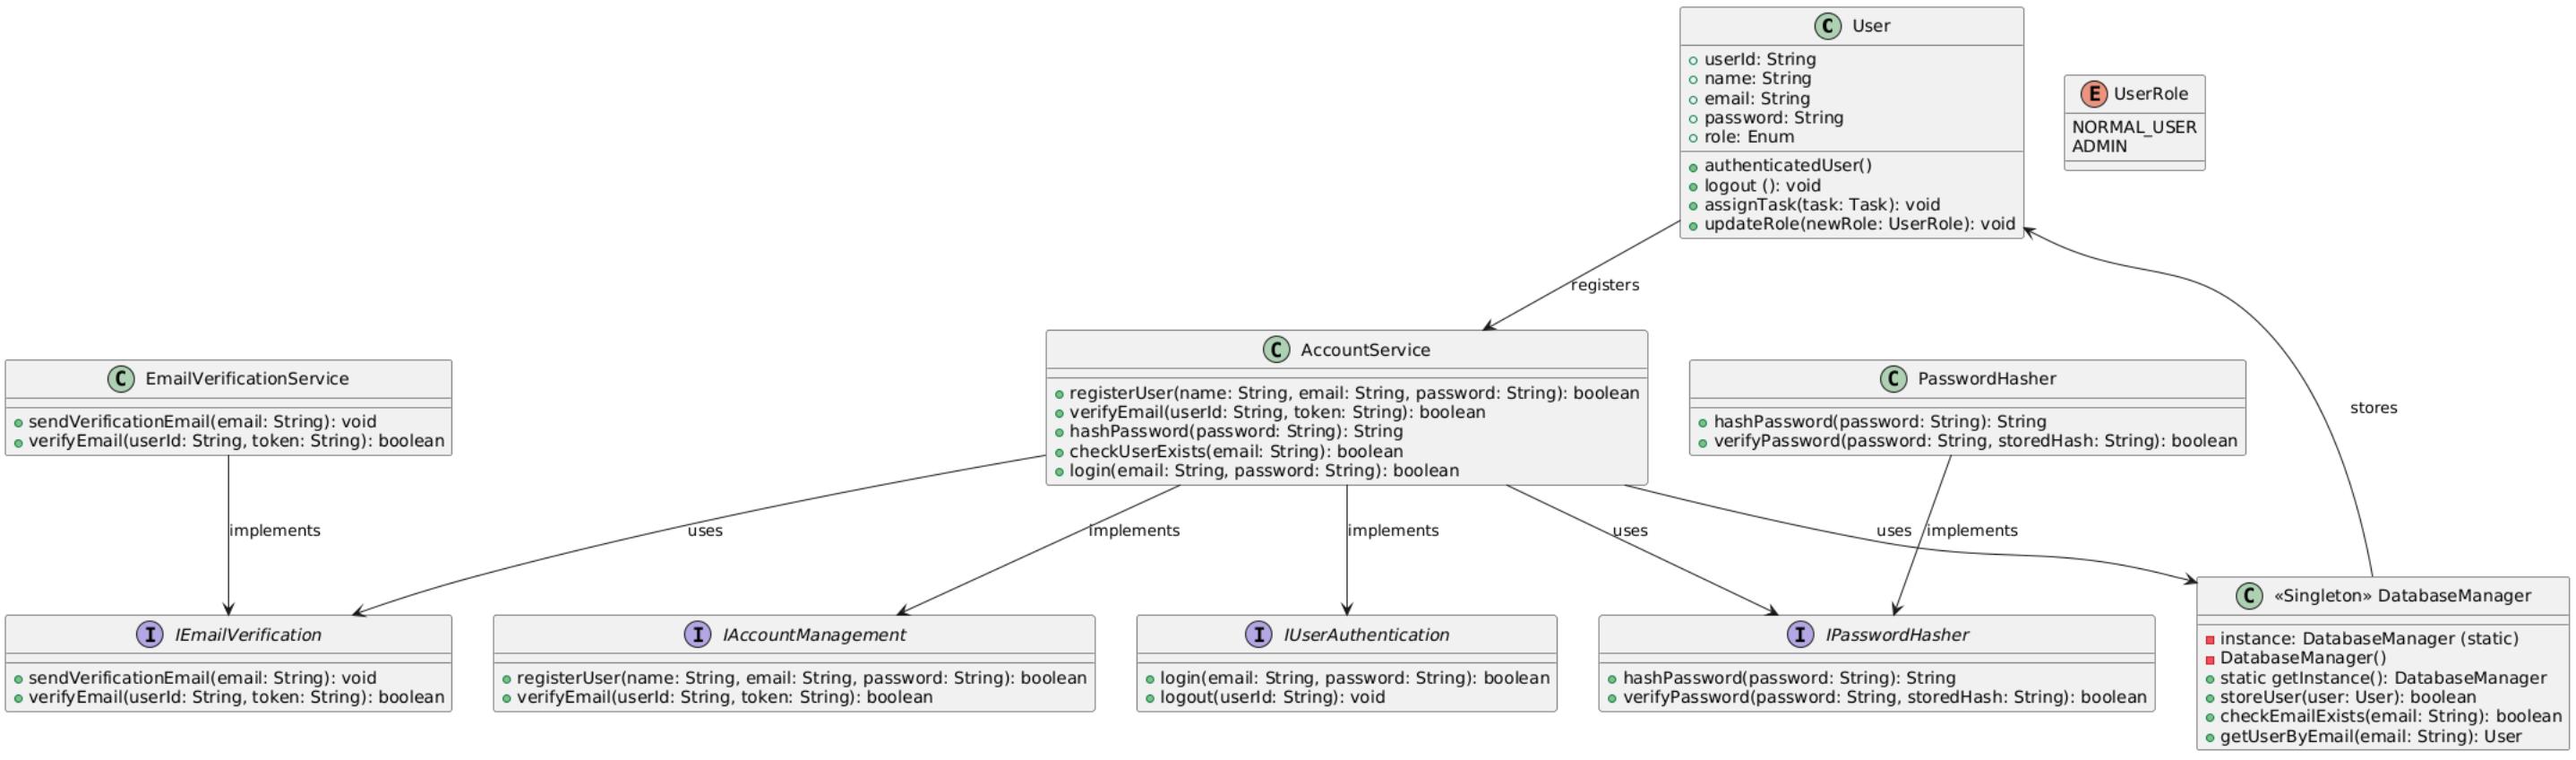 C User
userId: String
name: String
email: String
password: String
role: Enum
authenticatedUser()
logout (): void
assignTask(task: Task): void
updateRole(newRole: UserRole): void
E UserRole
NORMAL_USER
ADMIN
registers
stores
C EmailVerificationService
sendVerificationEmail(email: String): void
verifyEmail(userId: String, token: String): boolean
C AccountService
registerUser(name: String, email: String, password: String): boolean
verifyEmail(userId: String, token: String): boolean
hashPassword(password: String): String
checkUserExists(email: String): boolean
login(email: String, password: String): boolean
C PasswordHasher
hashPassword(password: String): String
verifyPassword(password: String, storedHash: String): boolean
implements
uses
implements
implements
uses
uses
implements
I IEmailVerification
sendVerificationEmail(email: String): void
verifyEmail(userId: String, token: String): boolean
I IAccountManagement
registerUser(name: String, email: String, password: String): boolean
verifyEmail(userId: String, token: String): boolean
I IUserAuthentication
login(email: String, password: String): boolean
logout(userId: String): void
I IPasswordHasher
hashPassword(password: String): String
verifyPassword(password: String, storedHash: String): boolean
C «Singleton» DatabaseManager
instance: DatabaseManager (static)
DatabaseManager()
static getInstance(): DatabaseManager
storeUser(user: User): boolean
checkEmailExists(email: String): boolean
getUserByEmail(email: String): User